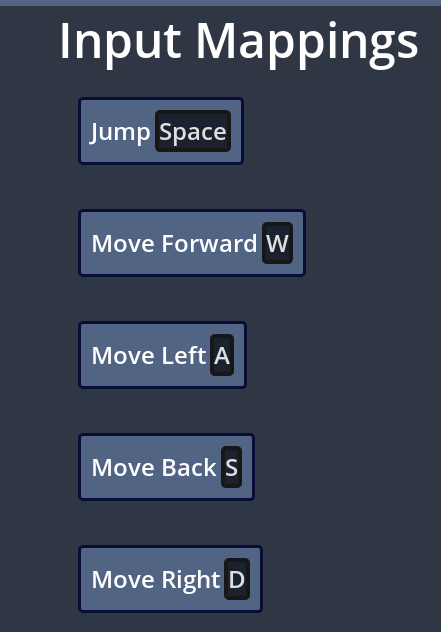 Input Mappings
Jump Space
Move Forward W
Move Left A
Move Back S
Move Right D